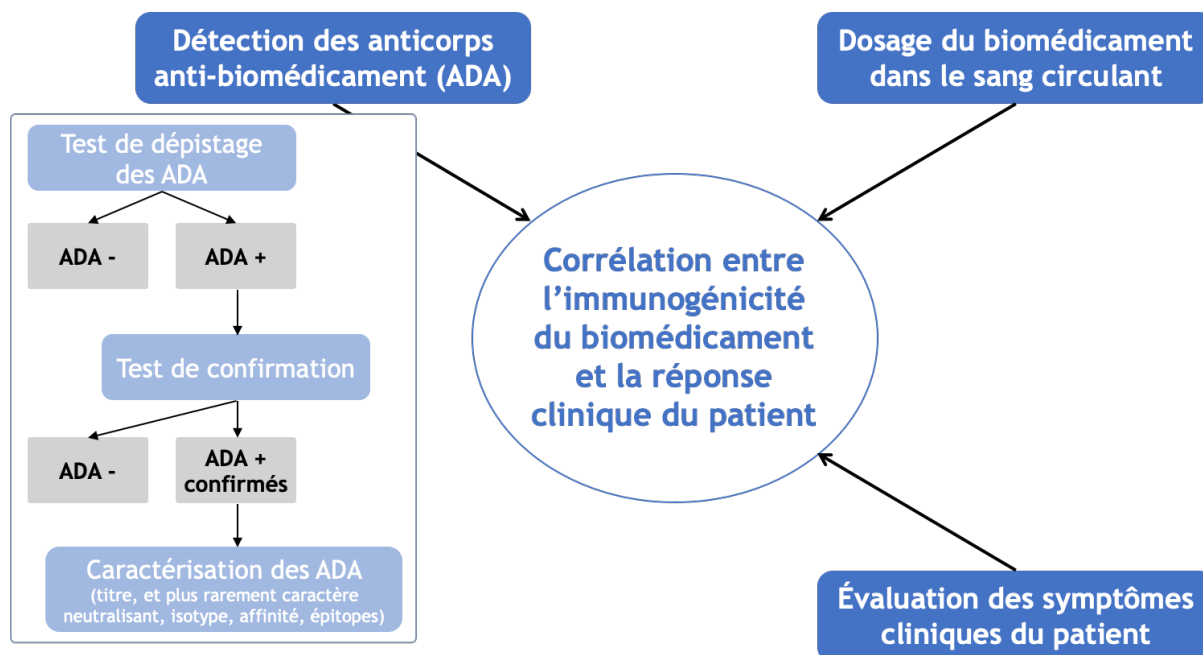 Détection des anticorps
anti-biomédicament (ADA)
Dosage du biomédicament
dans le sang circulant
Test de dépistage
des ADA
ADA -
ADA +
Test de confirmation
ADA -
ADA +
confirmés
Caractérisation des ADA
(titre, et plus rarement caractère
neutralisant, isotype, affinité, épitopes)
Corrélation entre
l’immunogénicité
du biomédicament
et la réponse
clinique du patient
Évaluation des symptômes
cliniques du patient